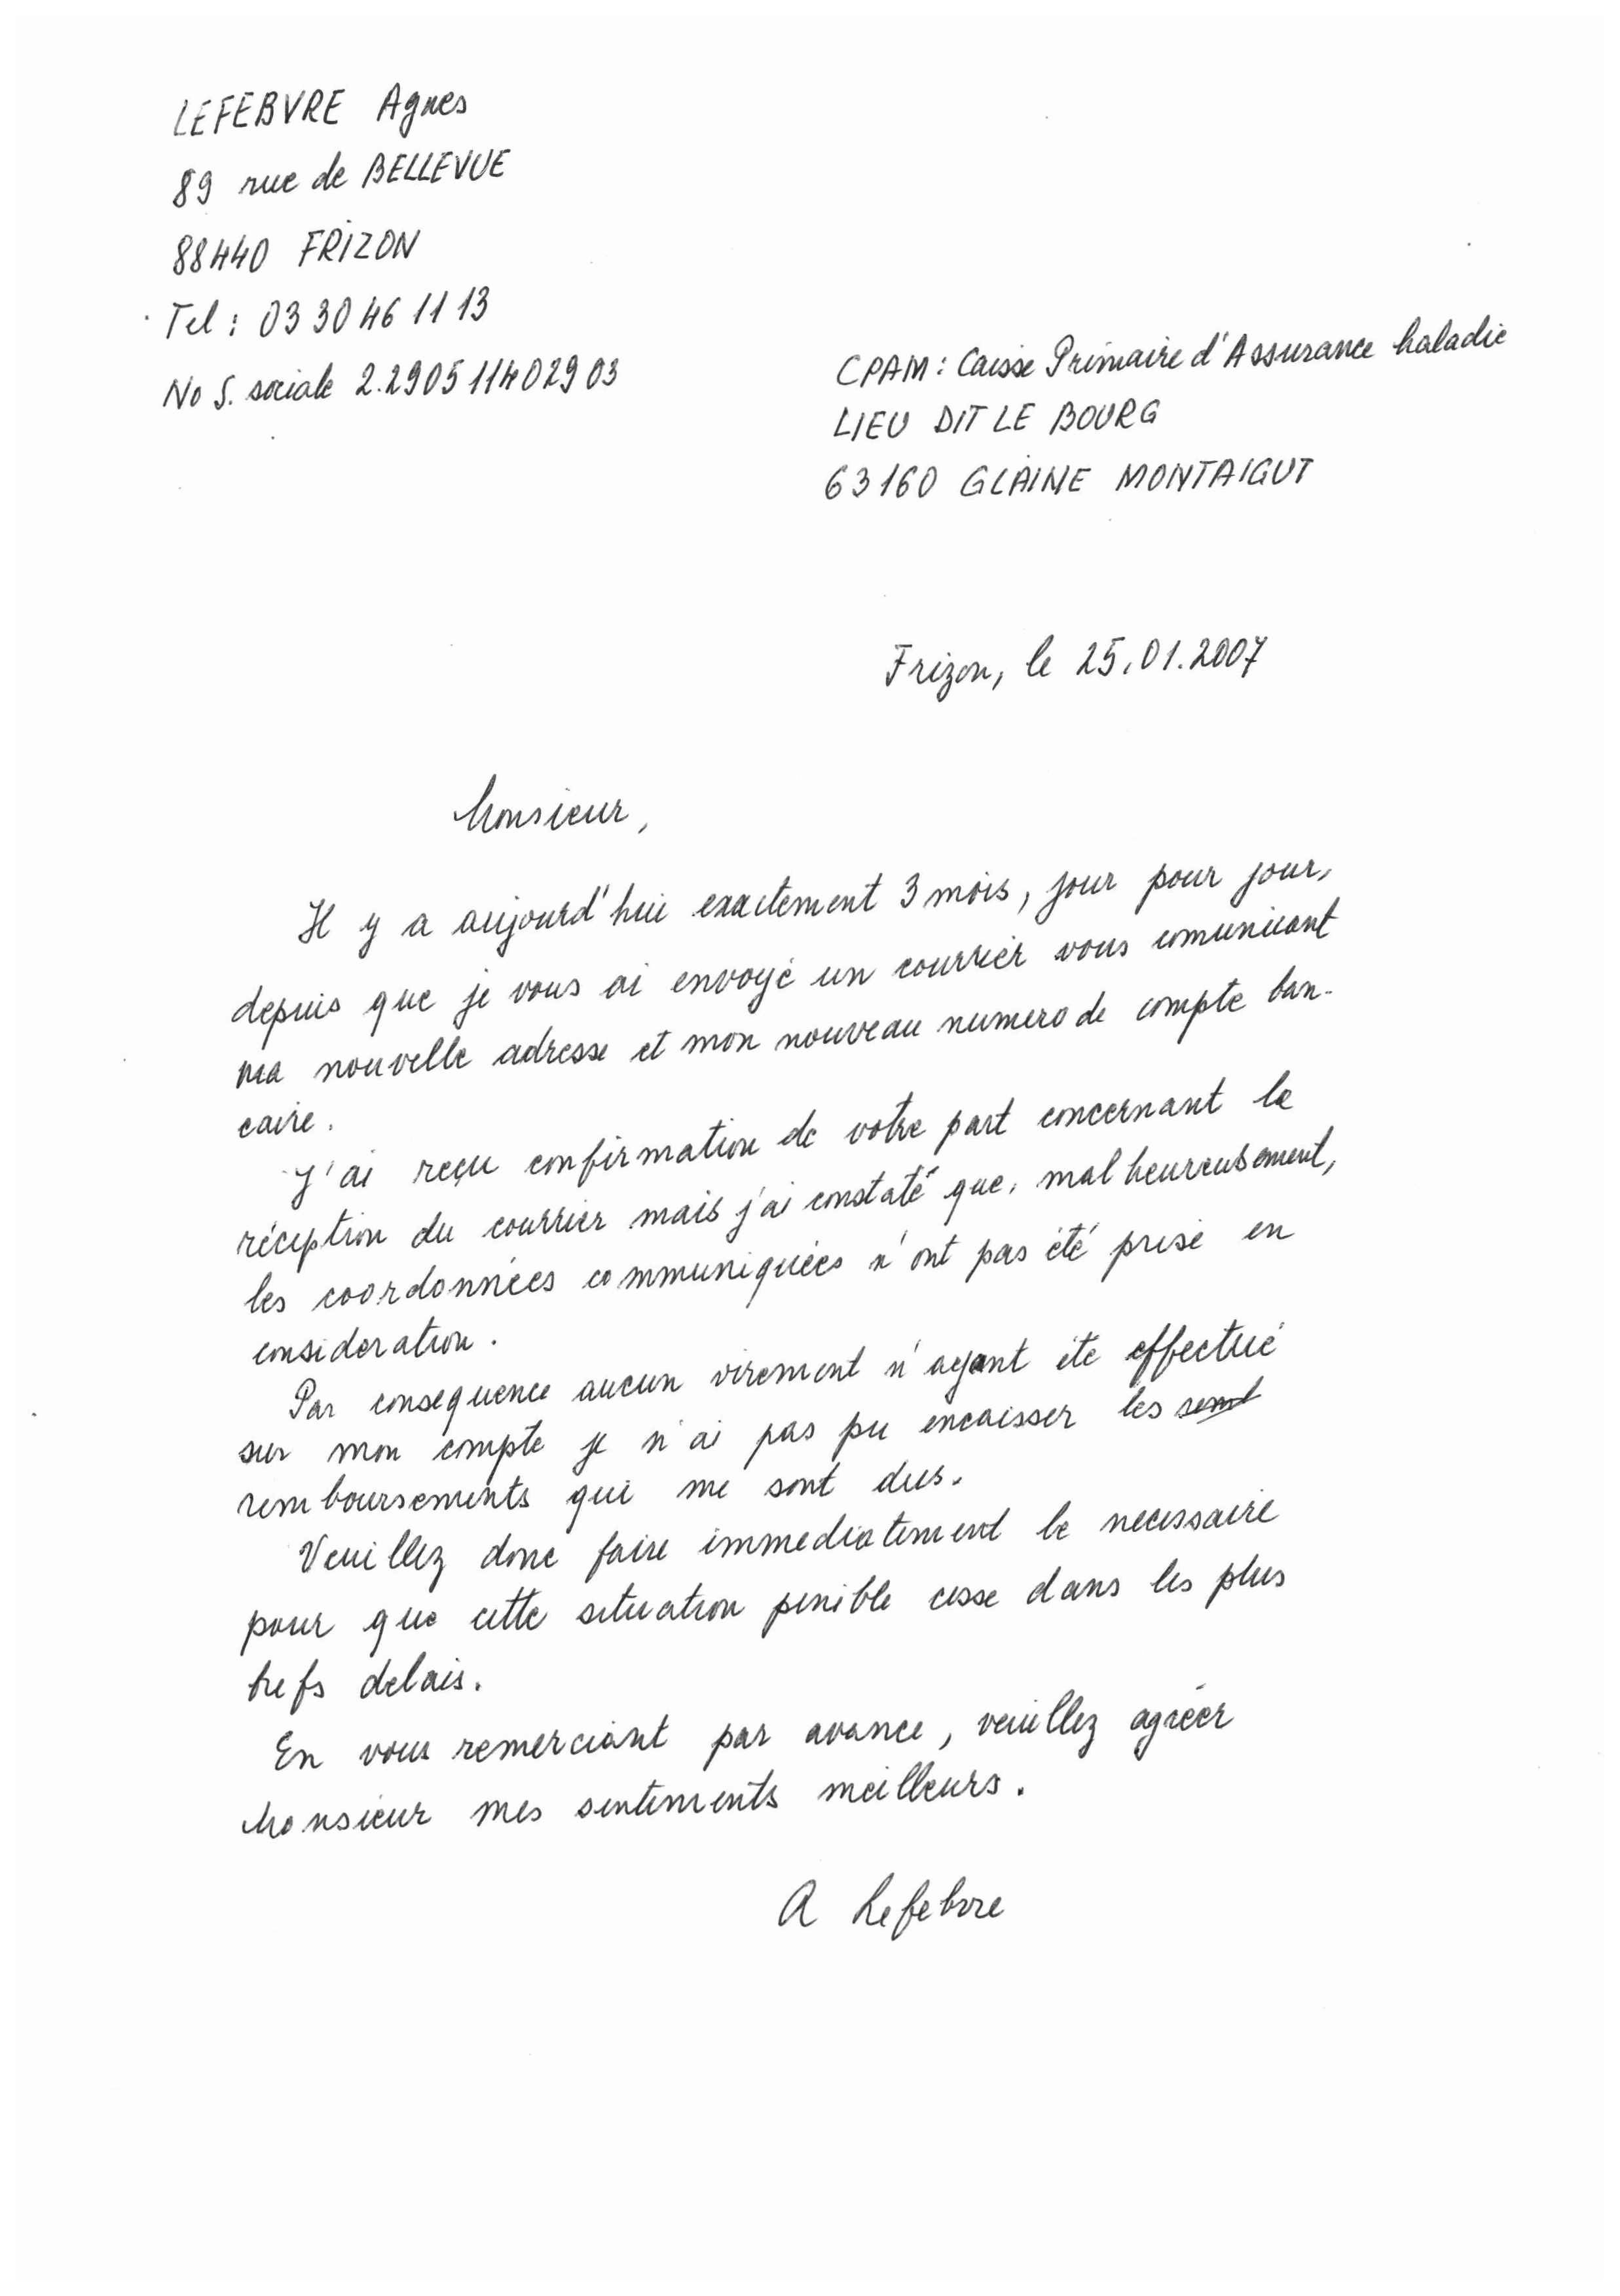 LEFEBVRE Agnes
89 rue de BELLEVUE
88440 FRIZON
Tel : 03 30 46 11 13
No S. sociale 2.290511402903
CPAM : Caisse Primaire d'Assurance Maladie
LIEU DIT LE BOURG
63160 GLAINE MONTAIGUT
Frizon, le 25.01.2007
Monsieur,
Il y a aujourd'hui exactement 3 mois, jour pour jour,
depuis que je vous ai envoyé un courrier vous comunicant
ma nouvelle adresse et mon nouveau numero de compte ban-
caire.
J'ai reçu confirmation de votre part concernant la
réception du courrier mais j'ai constaté que, malheureusement,
les coordonnées communiquées n'ont pas été prise en
consideration.
Par consequence aucun virement n'ayant été effectué
sur mon compte je n'ai pas pu encaisser les
remboursements qui me sont dus.
Veuillez donc faire immediatement le necessaire
pour que cette situation penible cesse dans les plus
brefs delais.
En vous remerciant par avance, veuillez agréer
Monsieur mes sentiments meilleurs.
A Lefebvre